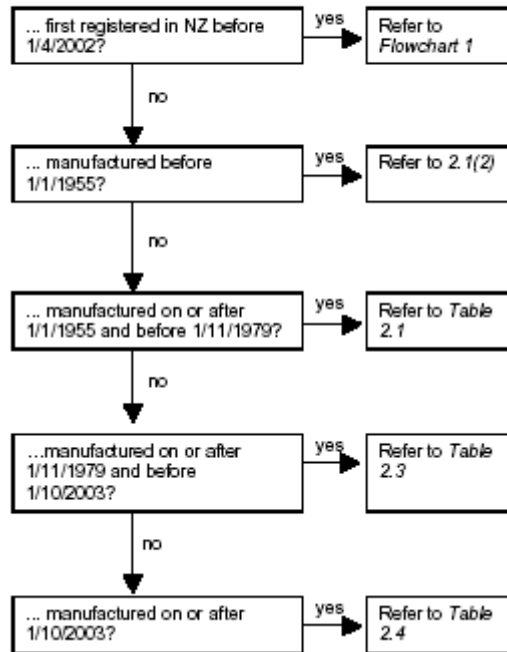 ... first registered in NZ before
1/4/2002?
yes
Refer to
Flowchart 1
no
... manufactured before
1/1/1955?
yes
Refer to 2.1(2)
no
... manufactured on or after
1/1/1955 and before 1/11/1979?
yes
Refer to Table
2.1
no
...manufactured on or after
1/11/1979 and before
1/10/2003?
yes
Refer to Table
2.3
no
... manufactured on or after
1/10/2003?
yes
Refer to Table
2.4